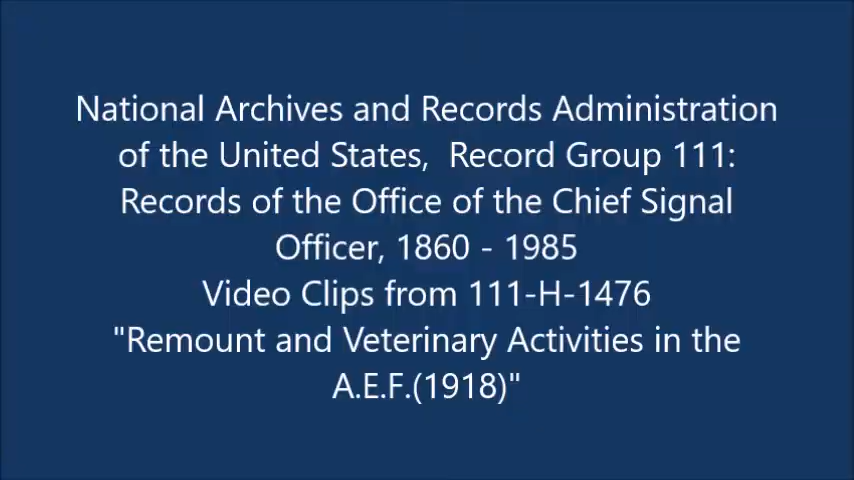 National Archives and Records Administration
of the United States,  Record Group 111:
Records of the Office of the Chief Signal
Officer, 1860 - 1985
Video Clips from 111-H-1476
"Remount and Veterinary Activities in the
A.E.F.(1918)"